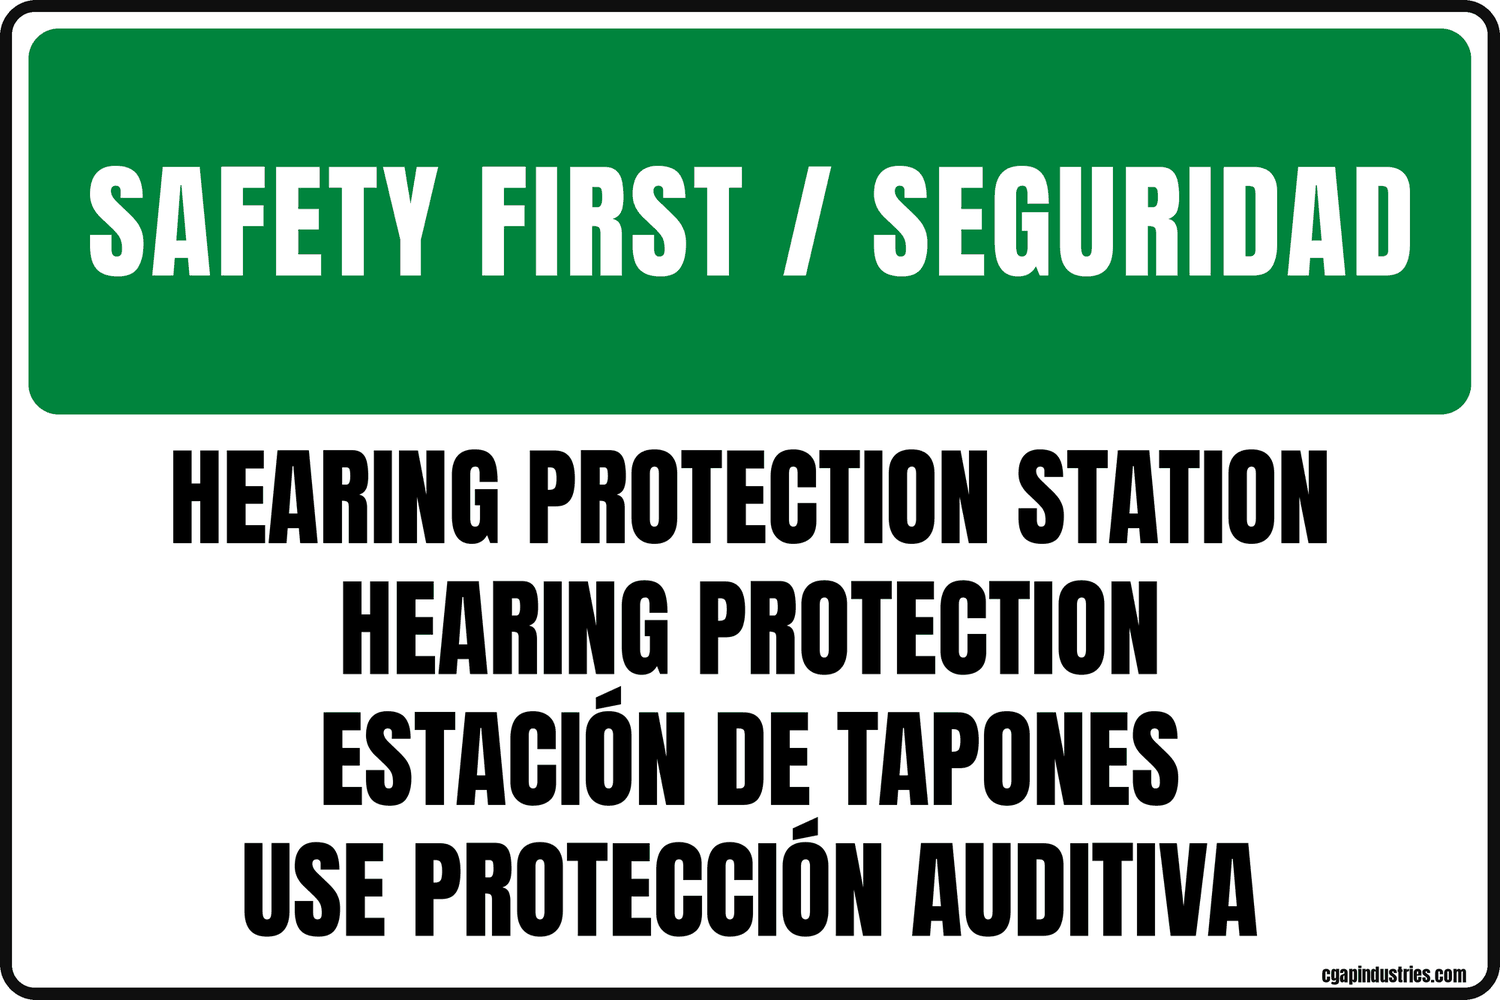 SAFETY FIRST / SEGURIDAD
HEARING PROTECTION STATION
HEARING PROTECTION
ESTACIÓN DE TAPONES
USE PROTECCIÓN AUDITIVA
cgapindustries.com